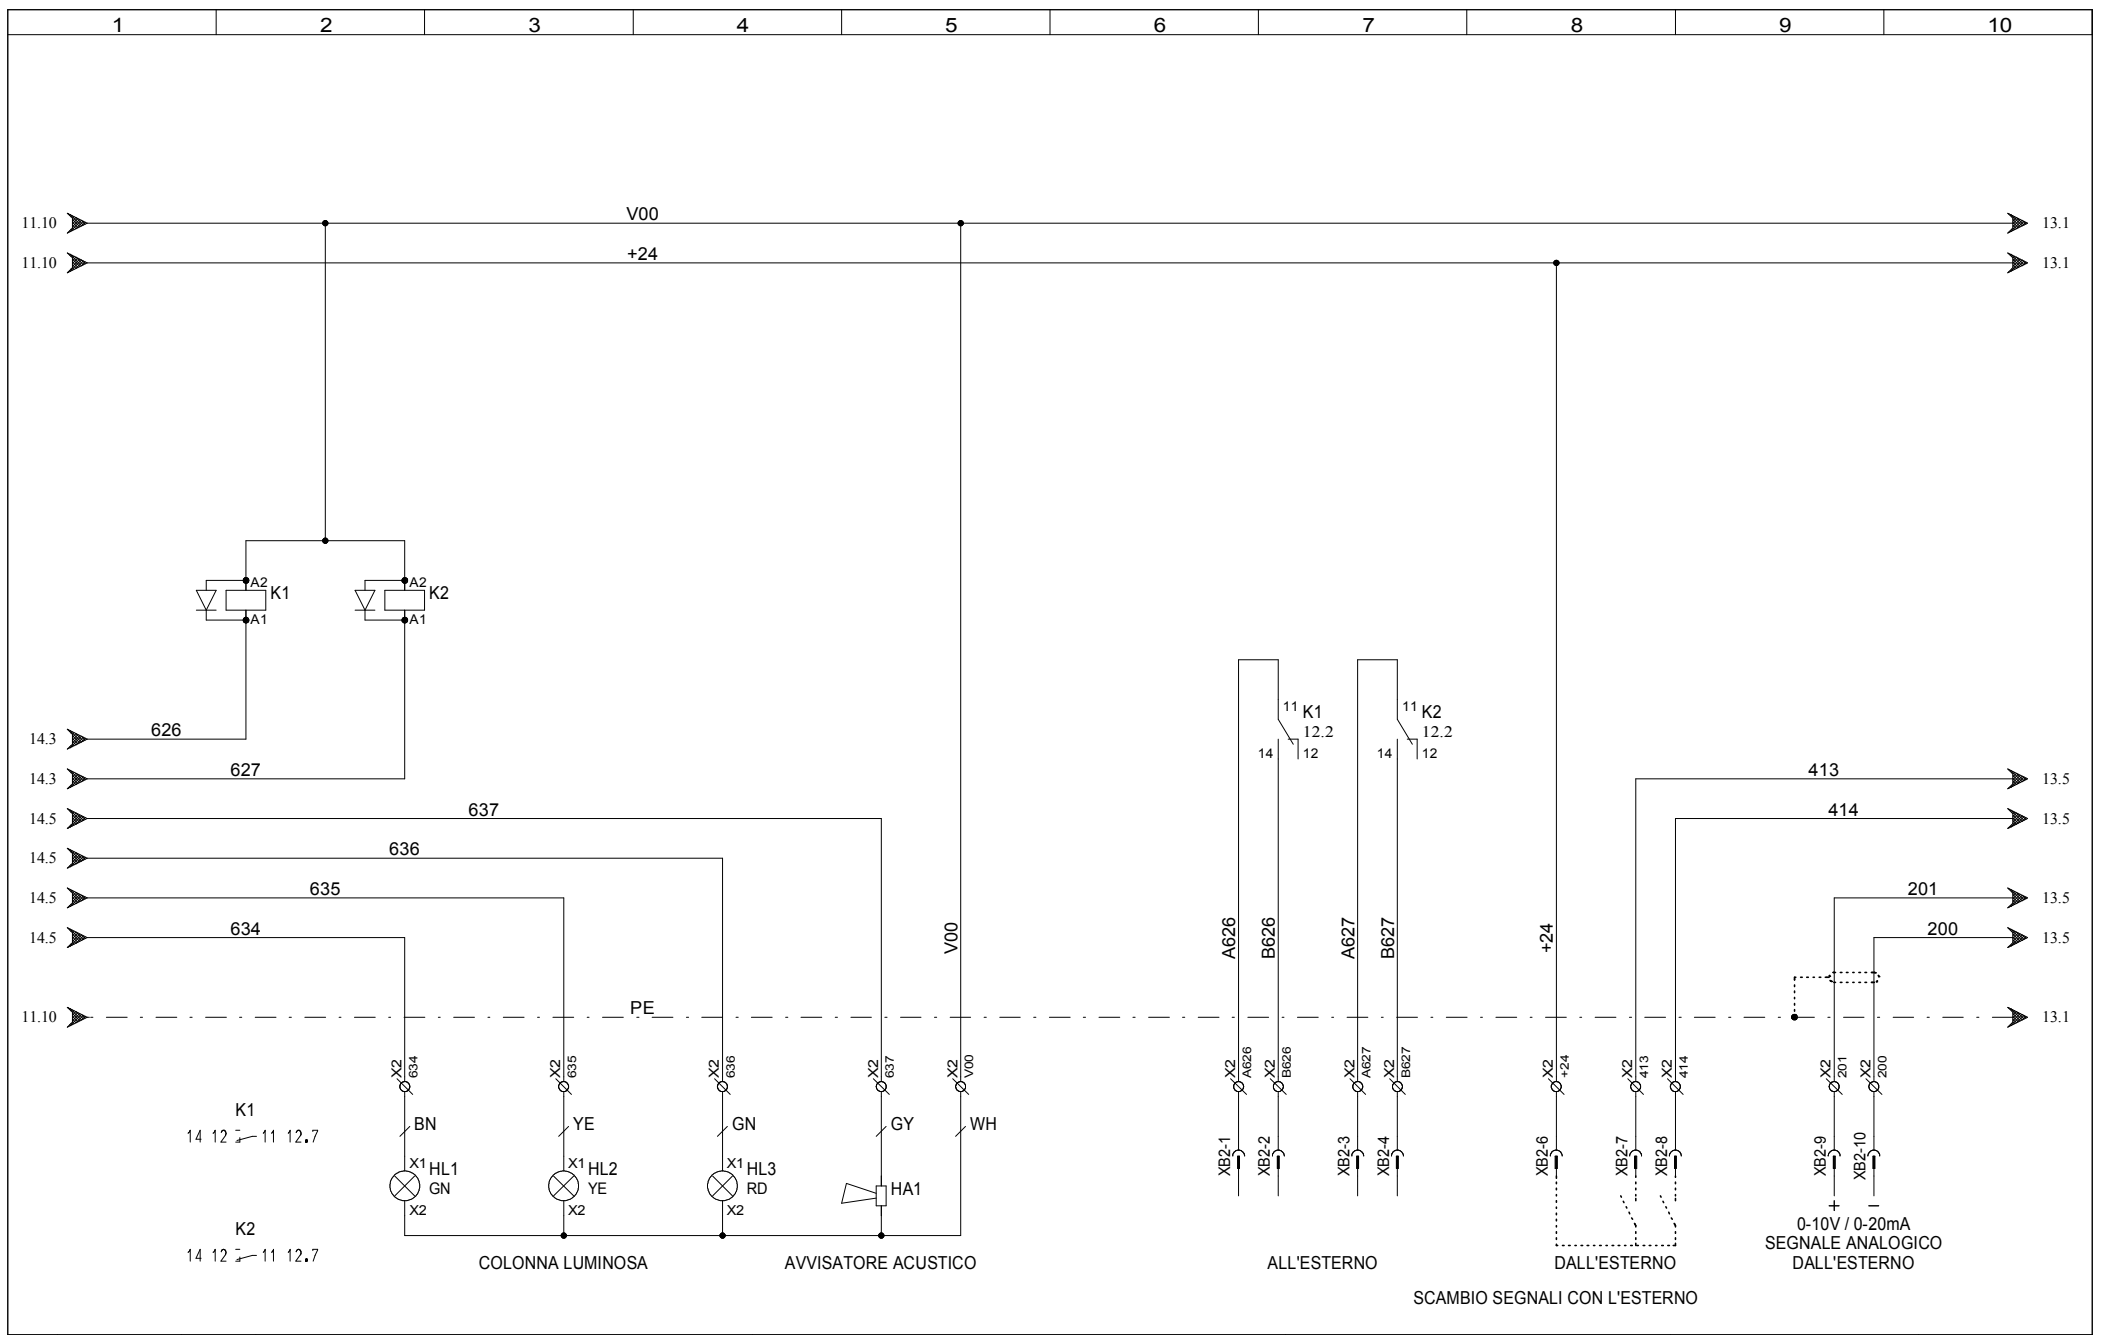 1 2 3 4 5 6 7 8 9 10
11.10 V00 13.1
11.10 +24 13.1
A2 K1 A2 K2
A1 A1
11 K1 11 K2
12.2 12.2
14 12 14 12
14.3 626
14.3 627 413 13.5
14.5 637 414 13.5
14.5 636
14.5 635 201 13.5
14.5 634 200 13.5
V00 A626 B626 A627 B627 +24
11.10 PE 13.1
X2 634 X2 635 X2 636 X2 637 X2 V00 X2 A626 X2 B626 X2 A627 X2 B627 X2 +24 X2 413 X2 414 X2 201 X2 200
K1
14 12 11 12.7
BN YE GN GY WH
XB2-1 XB2-2 XB2-3 XB2-4 XB2-6 XB2-7 XB2-8 XB2-9 XB2-10
X1 HL1 X1 HL2 X1 HL3
GN YE RD HA1
X2 X2 X2
+ −
K2
14 12 11 12.7
0-10V / 0-20mA
SEGNALE ANALOGICO
COLONNA LUMINOSA AVVISATORE ACUSTICO ALL'ESTERNO DALL'ESTERNO DALL'ESTERNO
SCAMBIO SEGNALI CON L'ESTERNO